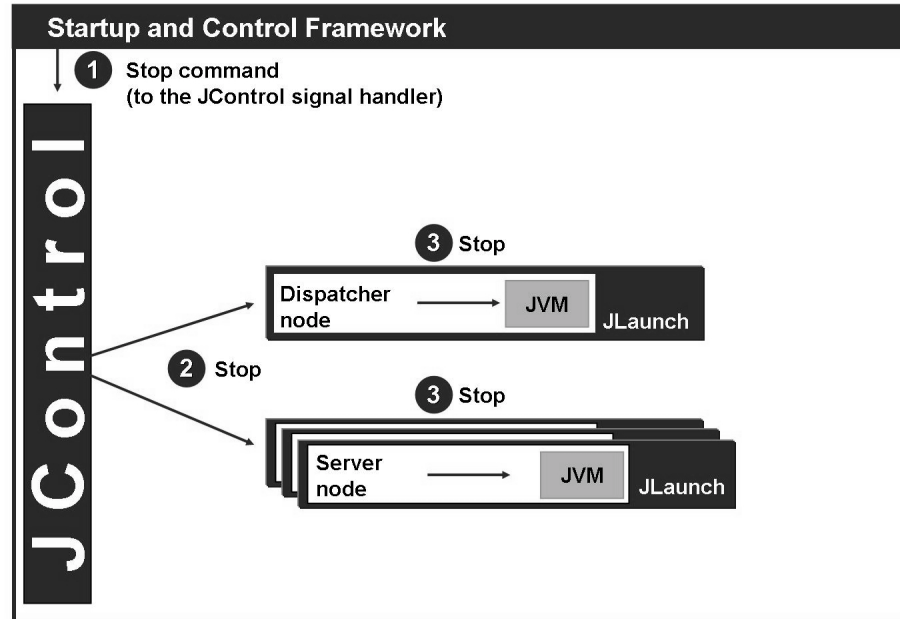 Startup and Control Framework
1 Stop command
(to the JControl signal handler)
JControl
3 Stop
Dispatcher
node
JVM
JLaunch
2 Stop
3 Stop
Server
node
JVM
JLaunch